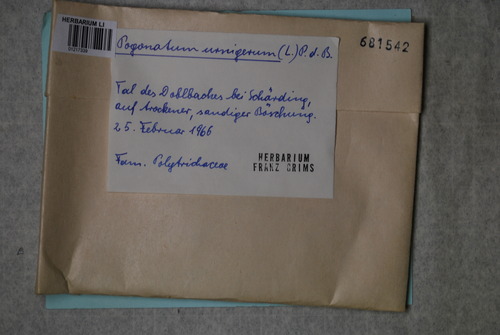 HERBARIUM LI
681542
Pogonatum urnigerum (L.) P. d. B.
Tal des Doblbaches bei Schärding,
auf trockener, sandiger Böschung.
25. Februar 1966
Fam. Polytrichaceae
HERBARIUM
FRANZ GRIMS